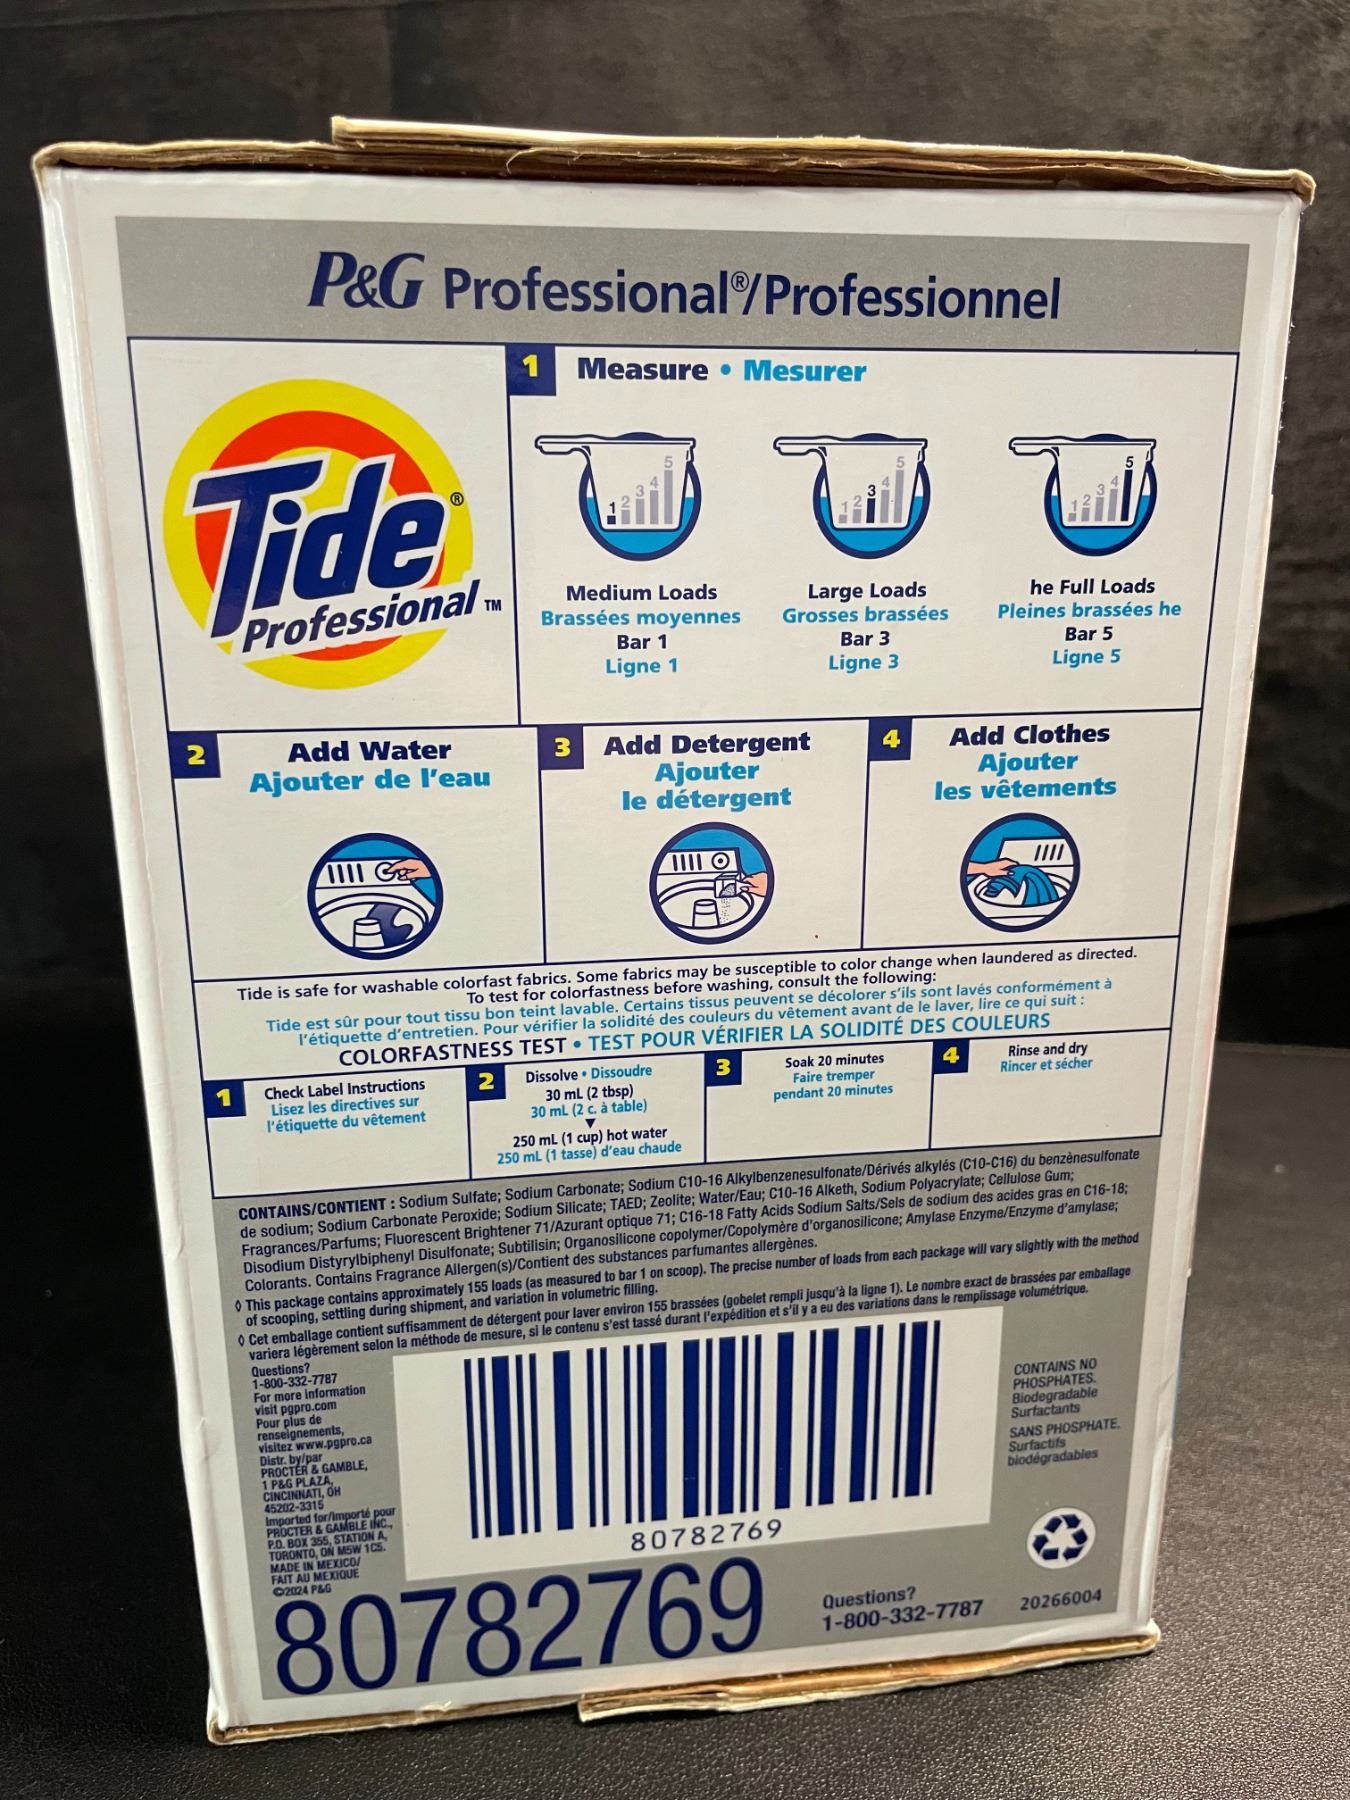 P&G Professional®/Professionnel
Tide®
Professional™
1 Measure • Mesurer
1 2 3 4 5
1 2 3 4 5
1 2 3 4 5
Medium Loads
Brassées moyennes
Bar 1
Ligne 1
Large Loads
Grosses brassées
Bar 3
Ligne 3
he Full Loads
Pleines brassées he
Bar 5
Ligne 5
2 Add Water
Ajouter de l'eau
3 Add Detergent
Ajouter
le détergent
4 Add Clothes
Ajouter
les vêtements
Tide is safe for washable colorfast fabrics. Some fabrics may be susceptible to color change when laundered as directed.
To test for colorfastness before washing, consult the following:
Tide est sûr pour tout tissu bon teint lavable. Certains tissus peuvent se décolorer s'ils sont lavés conformément à
l'étiquette d'entretien. Pour vérifier la solidité des couleurs du vêtement avant de le laver, lire ce qui suit :
COLORFASTNESS TEST • TEST POUR VÉRIFIER LA SOLIDITÉ DES COULEURS
1 Check Label Instructions
Lisez les directives sur
l'étiquette du vêtement
2 Dissolve • Dissoudre
30 mL (2 tbsp)
30 mL (2 c. à table)
▼
250 mL (1 cup) hot water
250 mL (1 tasse) d'eau chaude
3 Soak 20 minutes
Faire tremper
pendant 20 minutes
4 Rinse and dry
Rincer et sécher
CONTAINS/CONTIENT : Sodium Sulfate; Sodium Carbonate; Sodium C10-16 Alkylbenzenesulfonate/Dérivés alkylés (C10-C16) du benzènesulfonate
de sodium; Sodium Carbonate Peroxide; Sodium Silicate; TAED; Zeolite; Water/Eau; C10-16 Alketh, Sodium Polyacrylate; Cellulose Gum;
Fragrances/Parfums; Fluorescent Brightener 71/Azurant optique 71; C16-18 Fatty Acids Sodium Salts/Sels de sodium des acides gras en C16-18;
Disodium Distyrylbiphenyl Disulfonate; Subtilisin; Organosilicone copolymer/Copolymère d'organosilicone; Amylase Enzyme/Enzyme d'amylase;
Colorants. Contains Fragrance Allergen(s)/Contient des substances parfumantes allergènes.
◊ This package contains approximately 155 loads (as measured to bar 1 on scoop). The precise number of loads from each package will vary slightly with the method
of scooping, settling during shipment, and variation in volumetric filling.
◊ Cet emballage contient suffisamment de détergent pour laver environ 155 brassées (gobelet rempli jusqu'à la ligne 1). Le nombre exact de brassées par emballage
variera légèrement selon la méthode de mesure, si le contenu s'est tassé durant l'expédition et s'il y a eu des variations dans le remplissage volumétrique.
Questions?
1-800-332-7787
For more information
visit pgpro.com
Pour plus de
renseignements,
visitez www.pgpro.ca
Distr. by/par
PROCTER & GAMBLE,
1 P&G PLAZA,
CINCINNATI, OH
45202-3315
Imported for/Importé pour
PROCTER & GAMBLE INC.,
P.O. BOX 355, STATION A,
TORONTO, ON M5W 1C5.
MADE IN MEXICO/
FAIT AU MEXIQUE
©2024 P&G
80782769
CONTAINS NO
PHOSPHATES.
Biodegradable
Surfactants
SANS PHOSPHATE.
Surfactifs
biodégradables
80782769
Questions?
1-800-332-7787
20266004